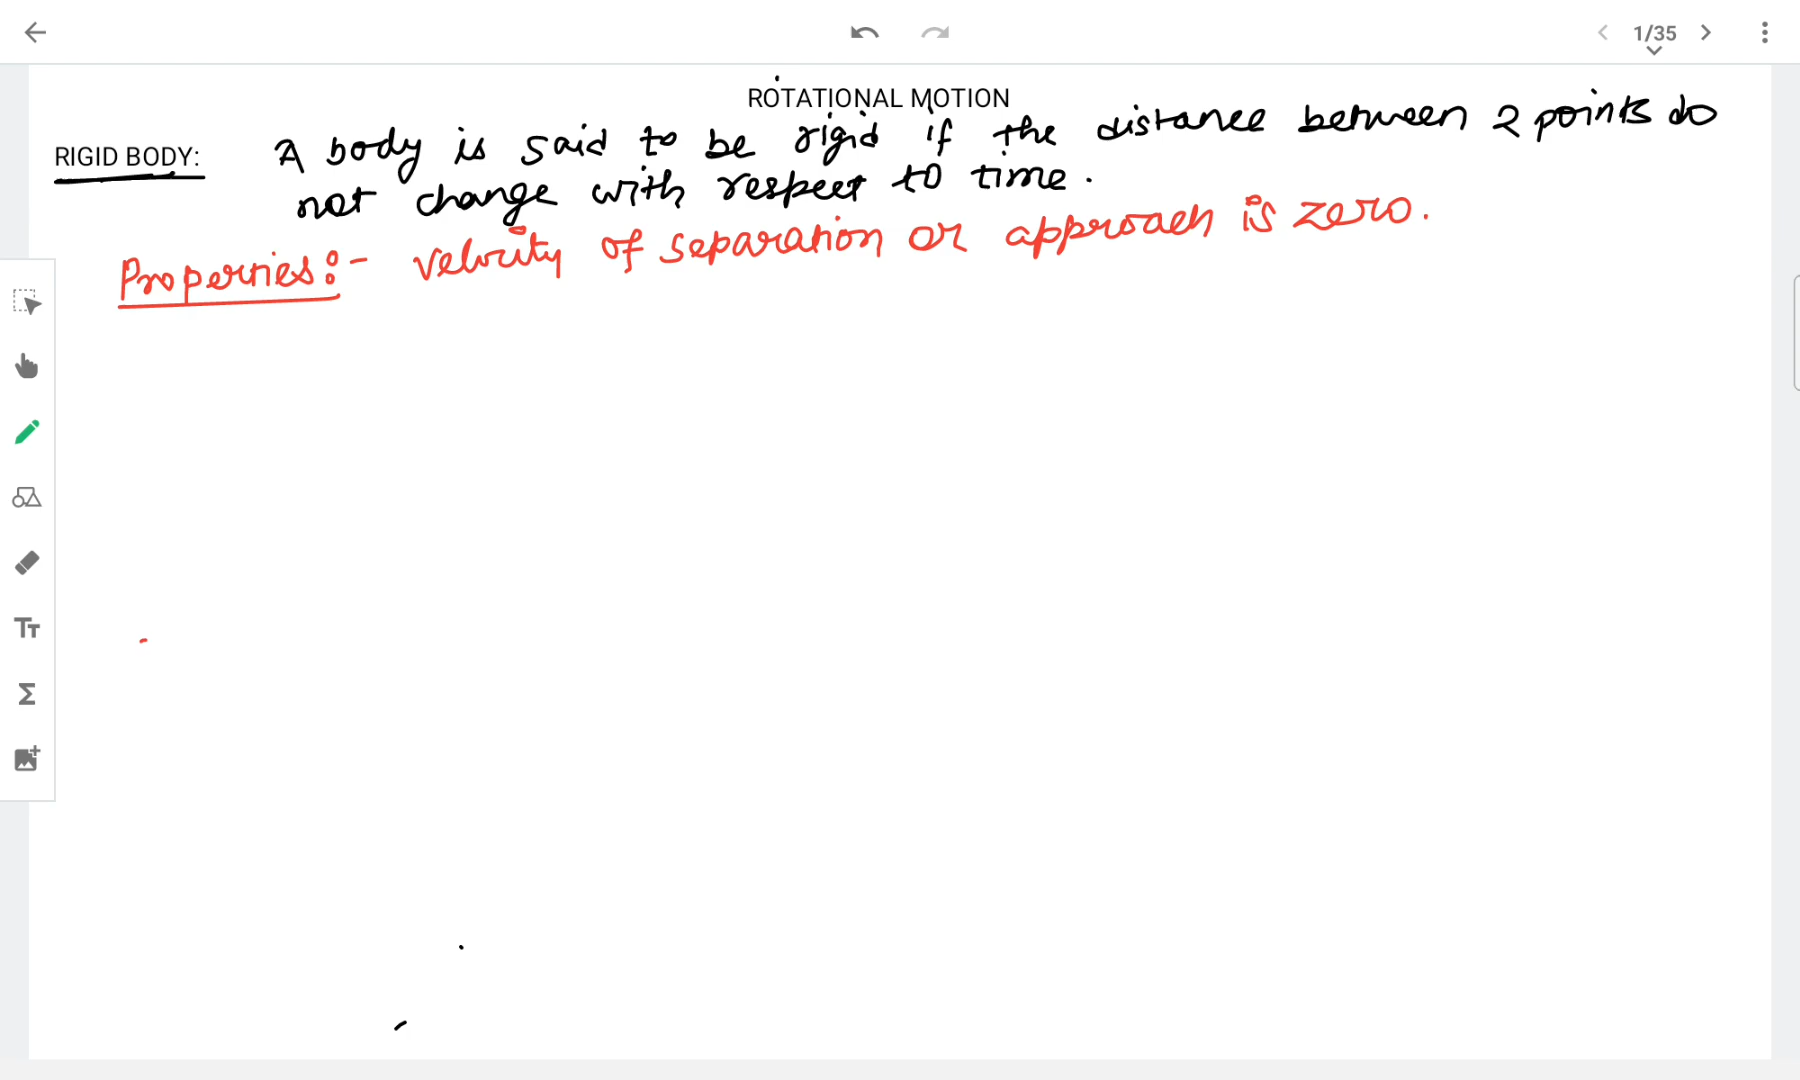 1/35
ROTATIONAL MOTION
RIGID BODY: A body is said to be rigid if the distance between 2 points do
not change with respect to time.
Properties:- velocity of separation or approach is zero.